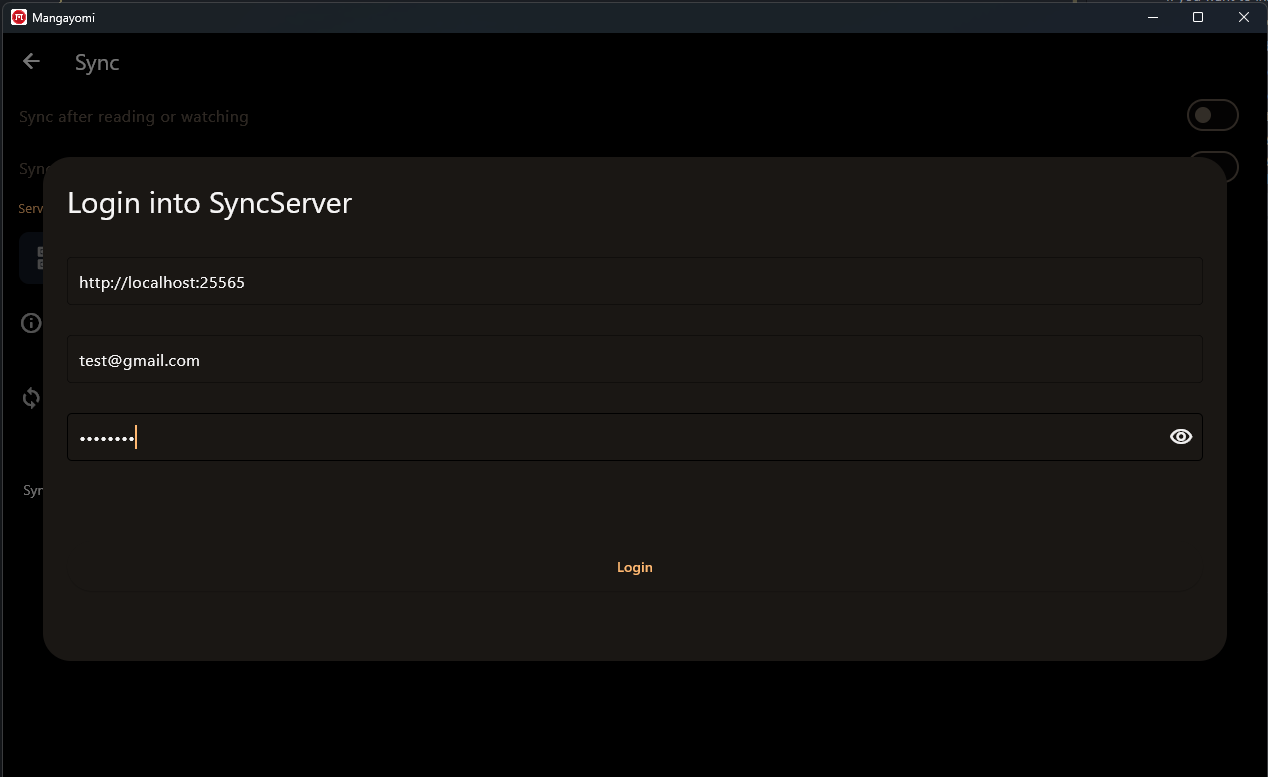 Mangayomi
Sync
Sync after reading or watching
Sync
Serv
Login into SyncServer
http://localhost:25565
test@gmail.com
••••••••
Syn
Login